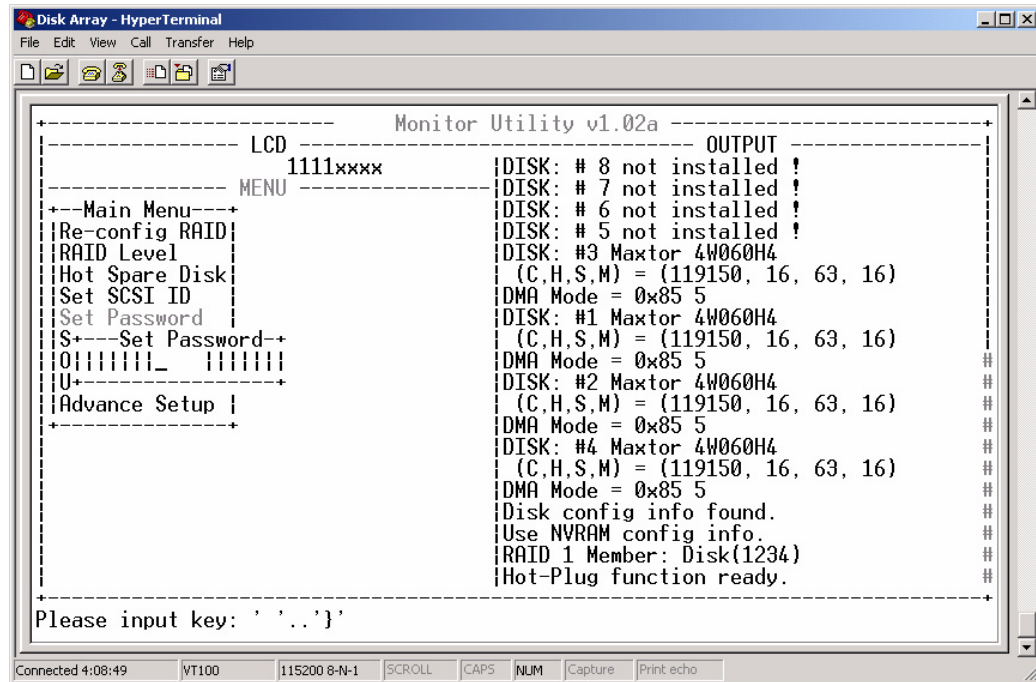 Disk Array - HyperTerminal
File Edit View Call Transfer Help
+--------------------------- Monitor Utility v1.02a ------------------------------+
|------------------- LCD ------------------------------------- OUTPUT ------------------|
1111xxxx |DISK: # 8 not installed !
|----------------- MENU ------------------|DISK: # 7 not installed !
|+--Main Menu---+ |DISK: # 6 not installed !
||Re-config RAID| |DISK: # 5 not installed !
||RAID Level | |DISK: #3 Maxtor 4W060H4
||Hot Spare Disk| | (C,H,S,M) = (119150, 16, 63, 16)
||Set SCSI ID | |DMA Mode = 0x85 5
||Set Password | |DISK: #1 Maxtor 4W060H4
||S+---Set Password-+ | (C,H,S,M) = (119150, 16, 63, 16)
||O|||||||_ ||||||| |DMA Mode = 0x85 5 #
||U+----------------+ |DISK: #2 Maxtor 4W060H4 #
||Advance Setup | | (C,H,S,M) = (119150, 16, 63, 16) #
|+--------------+ |DMA Mode = 0x85 5 #
|DISK: #4 Maxtor 4W060H4 #
| (C,H,S,M) = (119150, 16, 63, 16) #
|DMA Mode = 0x85 5 #
|Disk config info found. #
|Use NVRAM config info. #
|RAID 1 Member: Disk(1234) #
|Hot-Plug function ready. #
Please input key: ' '..'}'
Connected 4:08:49 VT100 115200 8-N-1 SCROLL CAPS NUM Capture Print echo